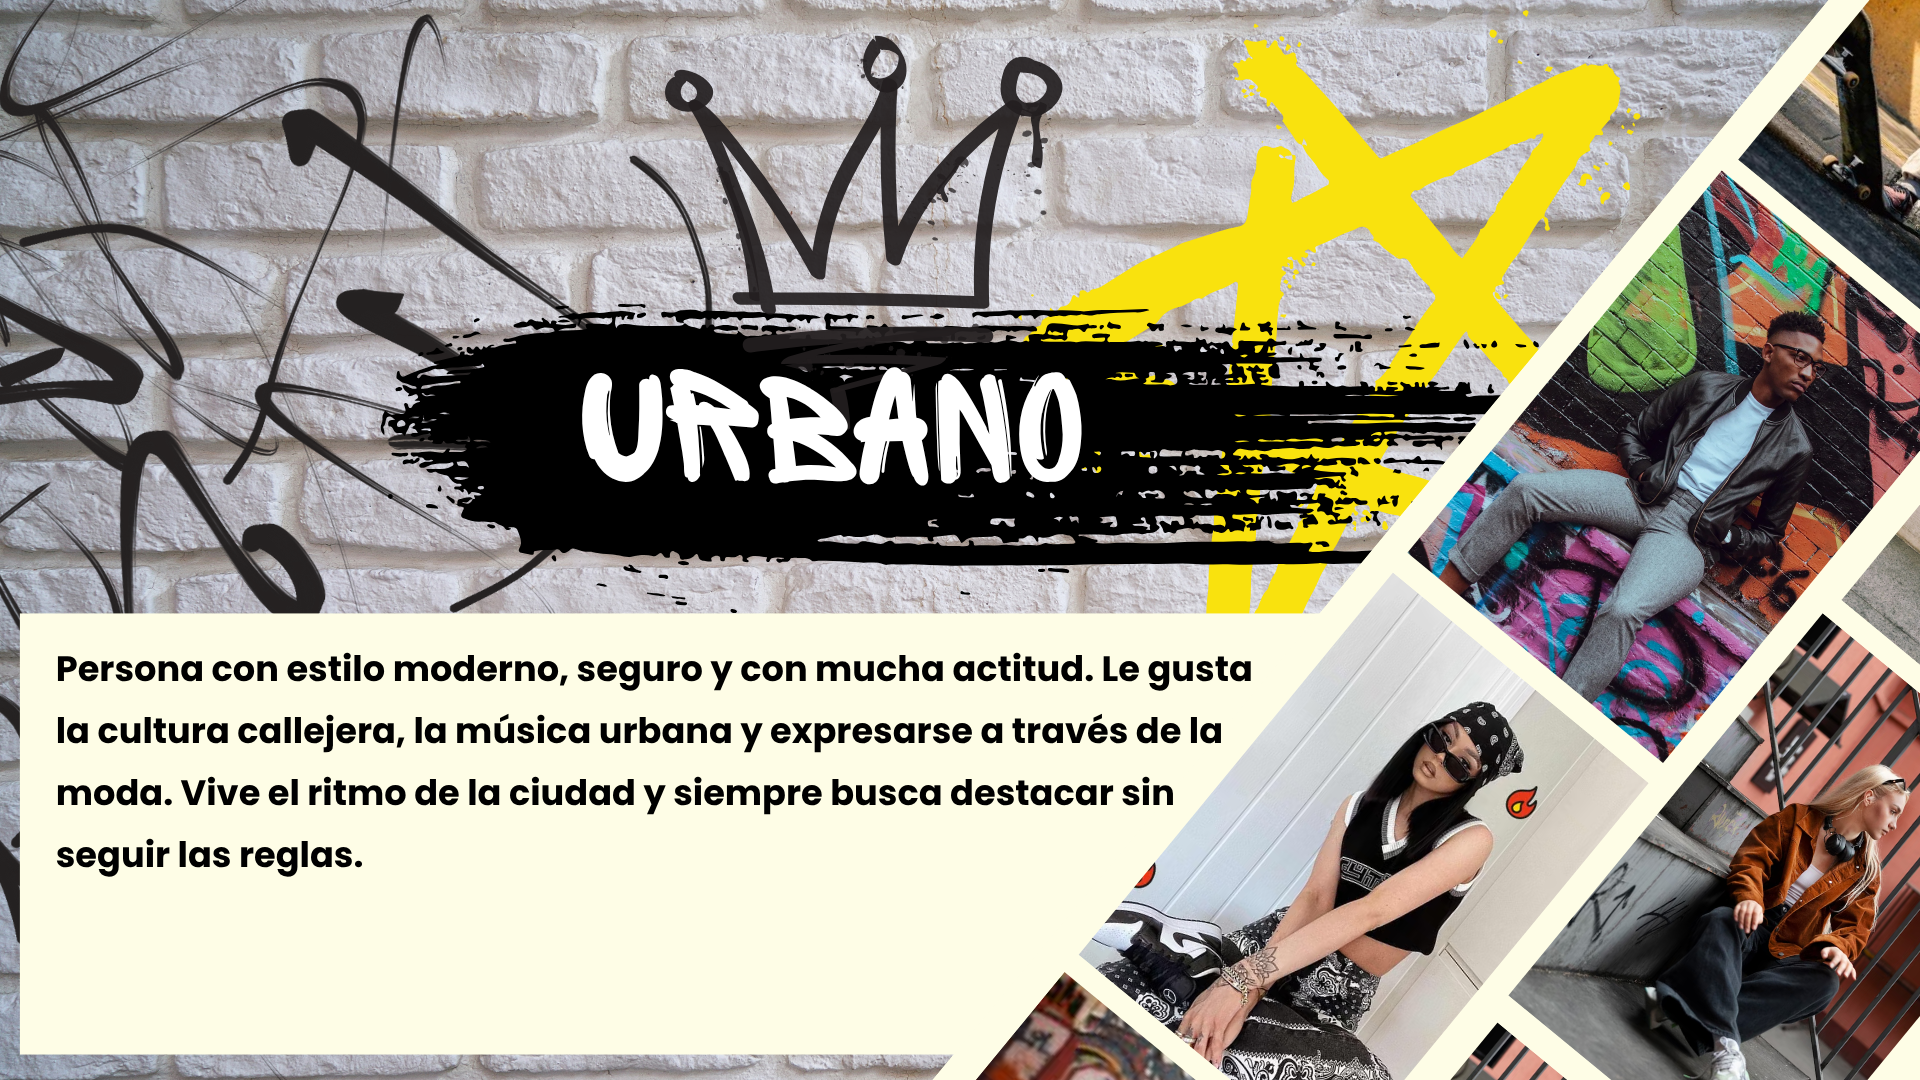 URBANO
Persona con estilo moderno, seguro y con mucha actitud. Le gusta
la cultura callejera, la música urbana y expresarse a través de la
moda. Vive el ritmo de la ciudad y siempre busca destacar sin
seguir las reglas.